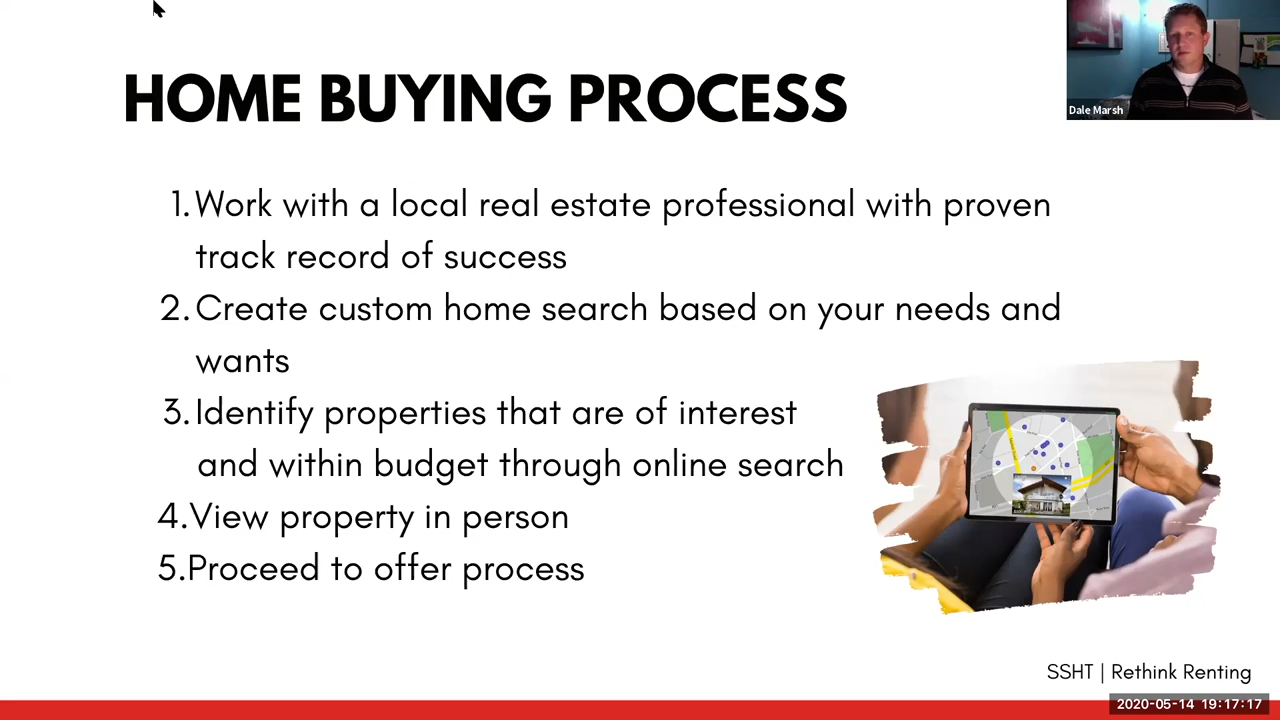 HOME BUYING PROCESS
Dale Marsh
1. Work with a local real estate professional with proven
track record of success
2. Create custom home search based on your needs and
wants
3. Identify properties that are of interest
and within budget through online search
4. View property in person
5. Proceed to offer process
SSHT | Rethink Renting
2020-05-14 19:17:17